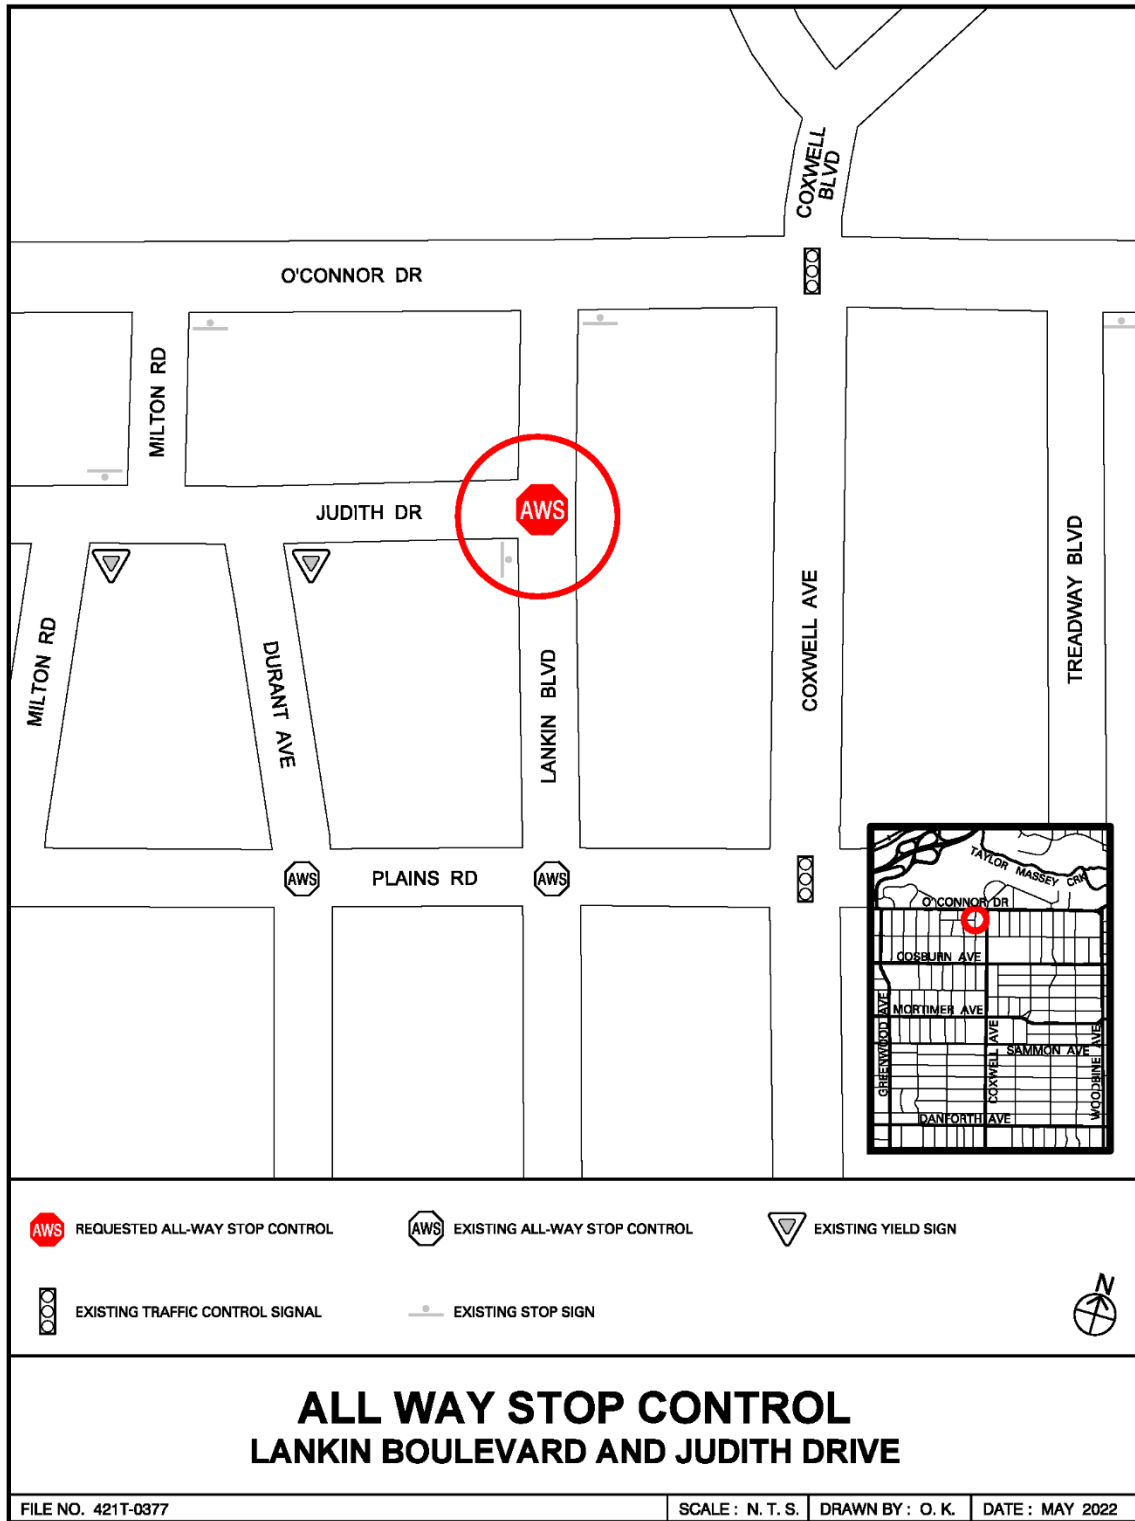 COXWELL
BLVD
O'CONNOR DR
MILTON RD
JUDITH DR
AWS
MILTON RD
DURANT AVE
LANKIN BLVD
COXWELL AVE
TREADWAY BLVD
AWS
PLAINS RD
AWS
TAYLOR MASSEY CRK
O'CONNOR DR
COSBURN AVE
MORTIMER AVE
SAMMON AVE
GREENWOOD AVE
COXWELL AVE
WOODBINE AVE
DANFORTH AVE
AWS REQUESTED ALL-WAY STOP CONTROL
AWS EXISTING ALL-WAY STOP CONTROL
EXISTING YIELD SIGN
EXISTING TRAFFIC CONTROL SIGNAL
EXISTING STOP SIGN
N
ALL WAY STOP CONTROL
LANKIN BOULEVARD AND JUDITH DRIVE
FILE NO. 421T-0377
SCALE : N. T. S.
DRAWN BY : O. K.
DATE : MAY 2022